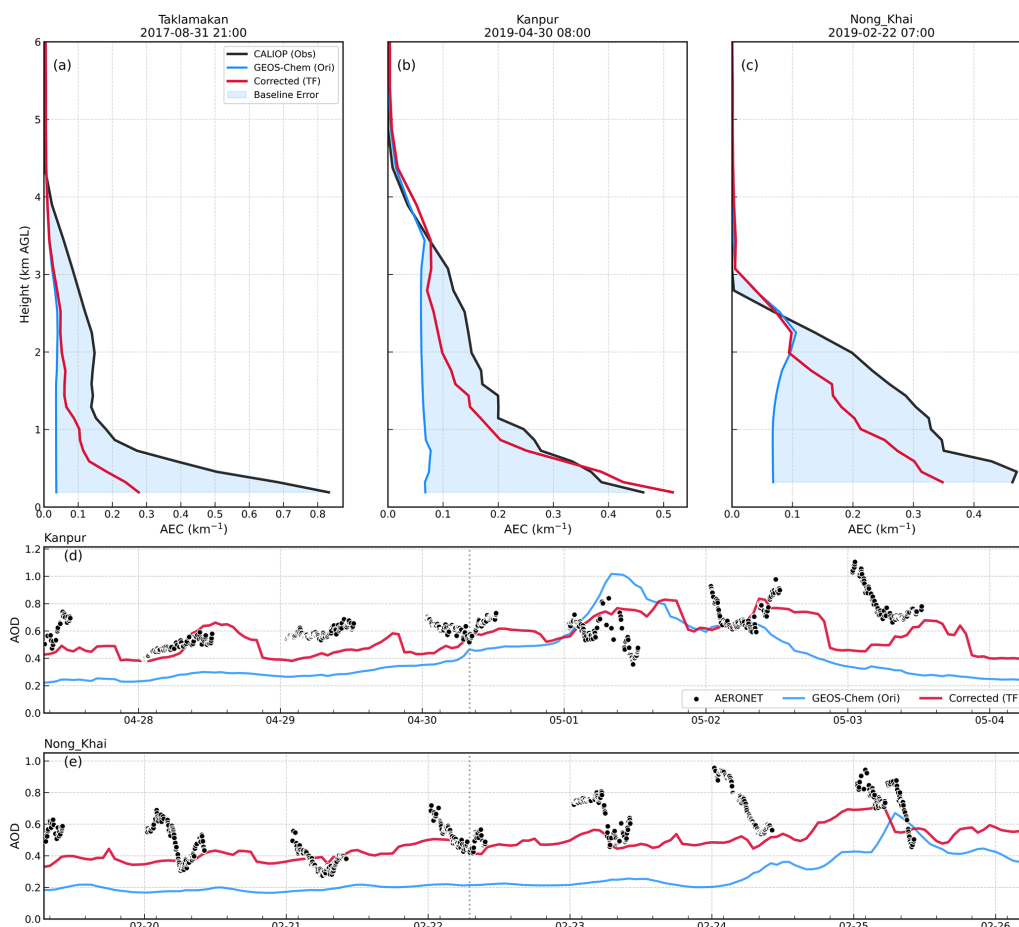 Taklamakan
2017-08-31 21:00
Kanpur
2019-04-30 08:00
Nong_Khai
2019-02-22 07:00
(a)
(b)
(c)
CALIOP (Obs)
GEOS-Chem (Ori)
Corrected (TF)
Baseline Error
Height (km AGL)
6
5
4
3
2
1
0
0.0 0.1 0.2 0.3 0.4 0.5 0.6 0.7 0.8
0.0 0.1 0.2 0.3 0.4 0.5
0.0 0.1 0.2 0.3 0.4
AEC (km⁻¹)
AEC (km⁻¹)
AEC (km⁻¹)
Kanpur
(d)
AOD
1.2
1.0
0.8
0.6
0.4
0.2
0.0
AERONET GEOS-Chem (Ori) Corrected (TF
04-28 04-29 04-30 05-01 05-02 05-03 05-04
Nong_Khai
(e)
AOD
1.0
0.8
0.6
0.4
0.2
0.0
02-20 02-21 02-22 02-23 02-24 02-25 02-26